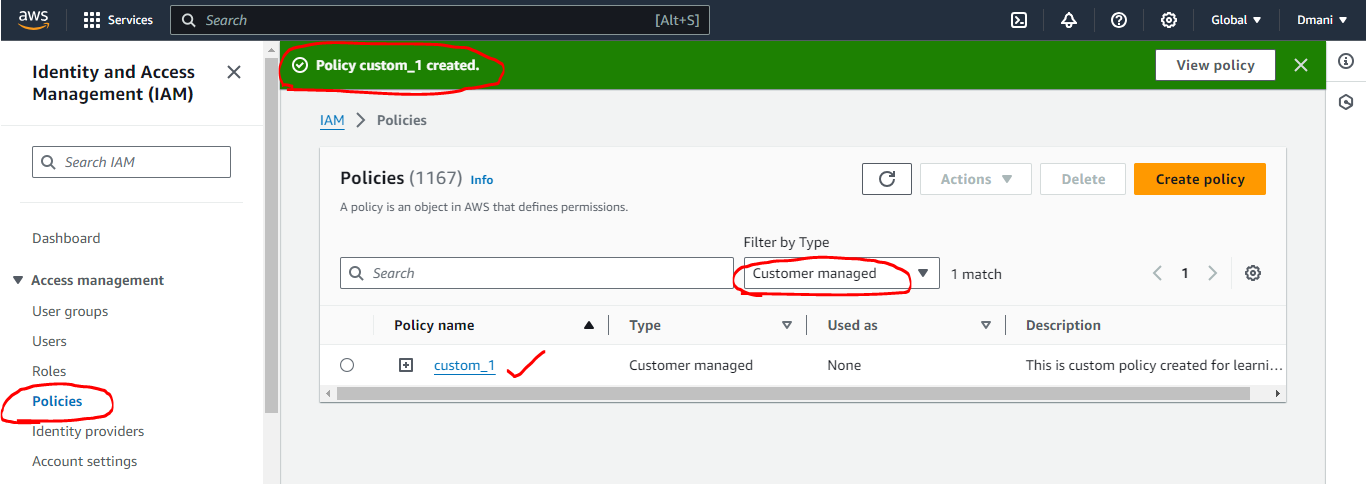 aws Services Search [Alt+S] Global Dmani
Identity and Access
Management (IAM)
Search IAM
Dashboard
Access management
User groups
Users
Roles
Policies
Identity providers
Account settings
Policy custom_1 created. View policy
IAM > Policies
Policies (1167) Info Actions Delete Create policy
A policy is an object in AWS that defines permissions.
Filter by Type
Search Customer managed 1 match 1
Policy name Type Used as Description
custom_1 Customer managed None This is custom policy created for learni...